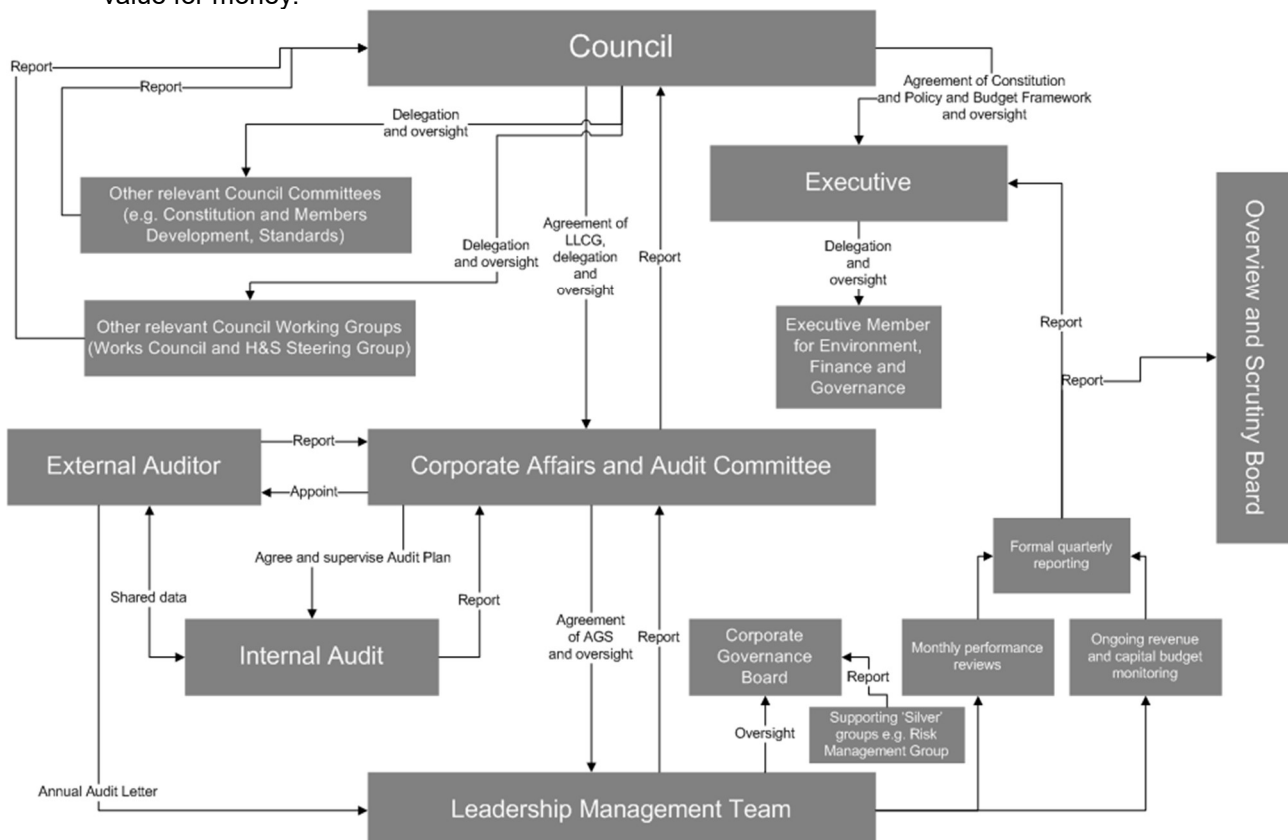 value for money.
Council
Report
Report
Agreement of Constitution
and Policy and Budget Framework
and oversight
Delegation
and oversight
Executive
Other relevant Council Committees
(e.g. Constitution and Members
Development, Standards)
Delegation
and oversight
Agreement of
LLCG,
delegation
and
oversight
Report
Delegation
and
oversight
Overview and Scrutiny Board
Other relevant Council Working Groups
(Works Council and H&S Steering Group)
Executive Member
for Environment,
Finance and
Governance
Report
Report
External Auditor
Report
Appoint
Corporate Affairs and Audit Committee
Agree and supervise Audit Plan
Shared data
Report
Internal Audit
Agreement
of AGS
and oversight
Report
Formal quarterly
reporting
Corporate
Governance
Board
Monthly performance
reviews
Ongoing revenue
and capital budget
monitoring
Report
Supporting ‘Silver’
groups e.g. Risk
Management Group
Oversight
Annual Audit Letter
Leadership Management Team